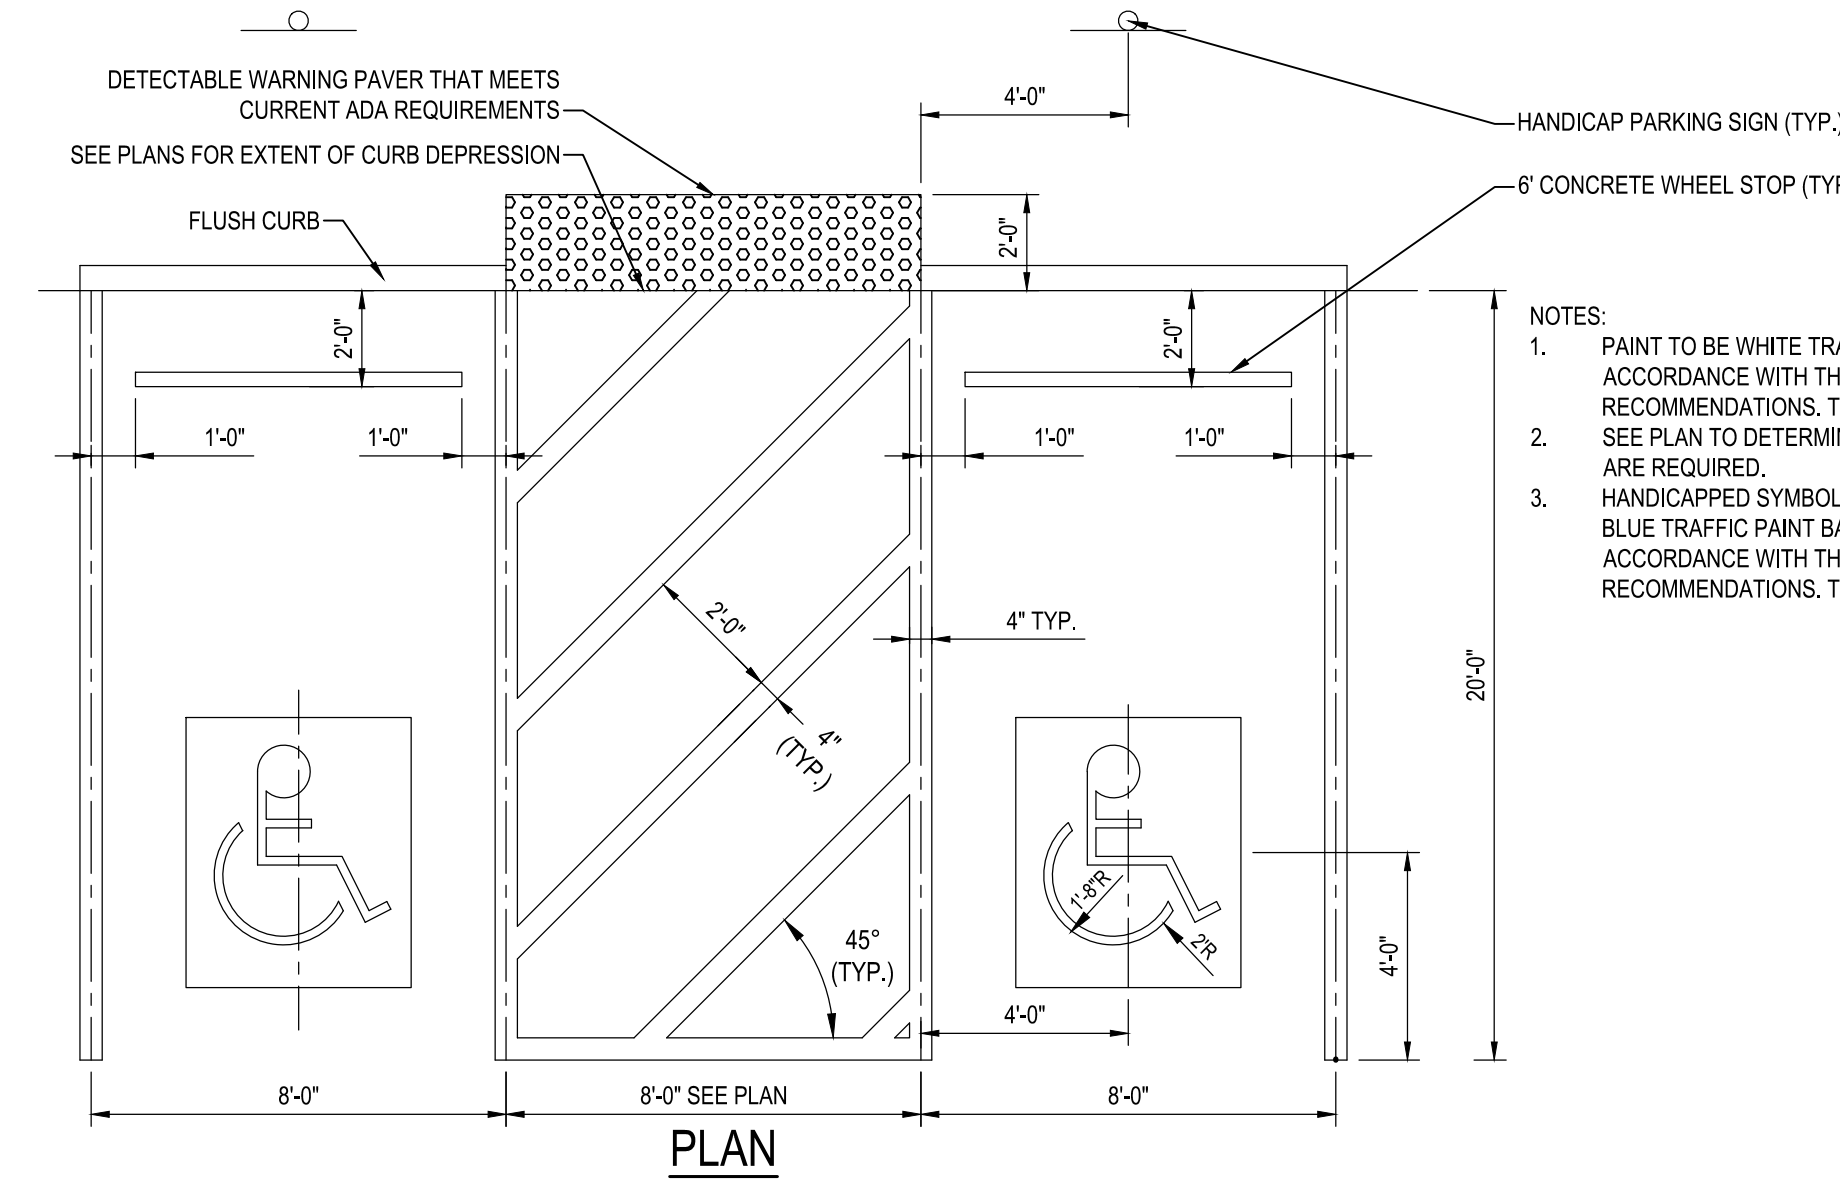 DETECTABLE WARNING PAVER THAT MEETS
CURRENT ADA REQUIREMENTS
SEE PLANS FOR EXTENT OF CURB DEPRESSION
FLUSH CURB
4'-0"
HANDICAP PARKING SIGN (TYP.)
6' CONCRETE WHEEL STOP (TYP
2'-0"
2'-0"
2'-0"
1'-0"
1'-0"
1'-0"
1'-0"
NOTES:
1. PAINT TO BE WHITE TRA
ACCORDANCE WITH TH
RECOMMENDATIONS. T
2. SEE PLAN TO DETERMIN
ARE REQUIRED.
3. HANDICAPPED SYMBOL
BLUE TRAFFIC PAINT BA
ACCORDANCE WITH TH
RECOMMENDATIONS. T
2'-0"
4" TYP.
4"
(TYP.)
20'-0"
45°
(TYP.)
1'-8"R
2'R
4'-0"
4'-0"
8'-0"
8'-0" SEE PLAN
8'-0"
PLAN